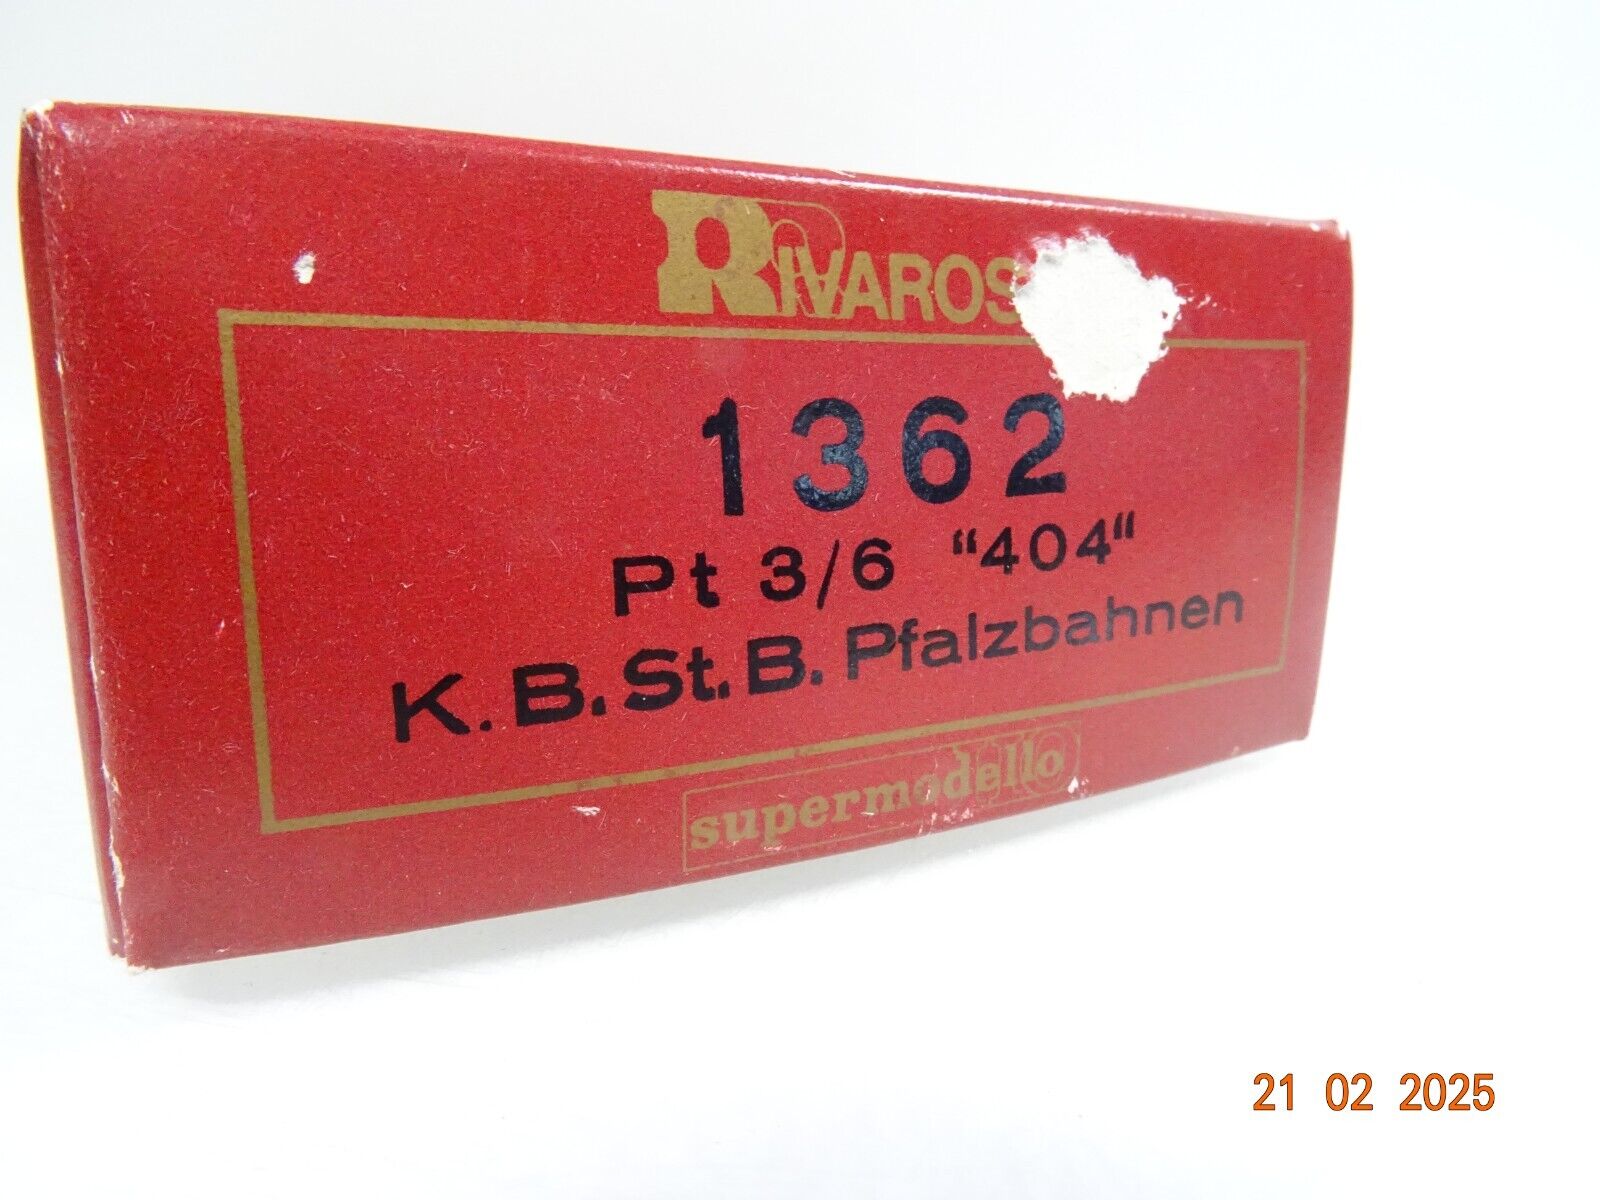 RIVAROS
1362
Pt 3/6 "404"
K.B.St.B. Pfalzbahnen
supermodello
21 02 2025